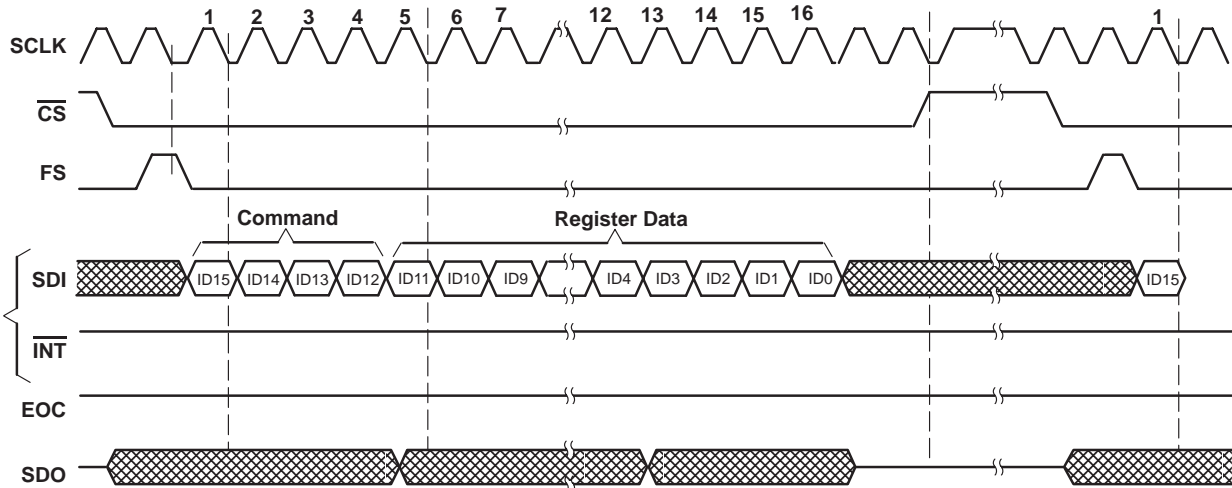 1 2 3 4 5 6 7 12 13 14 15 16 1
SCLK
CS
FS
Command Register Data
SDI ID15 ID14 ID13 ID12 ID11 ID10 ID9 ID4 ID3 ID2 ID1 ID0 ID15
INT
EOC
SDO